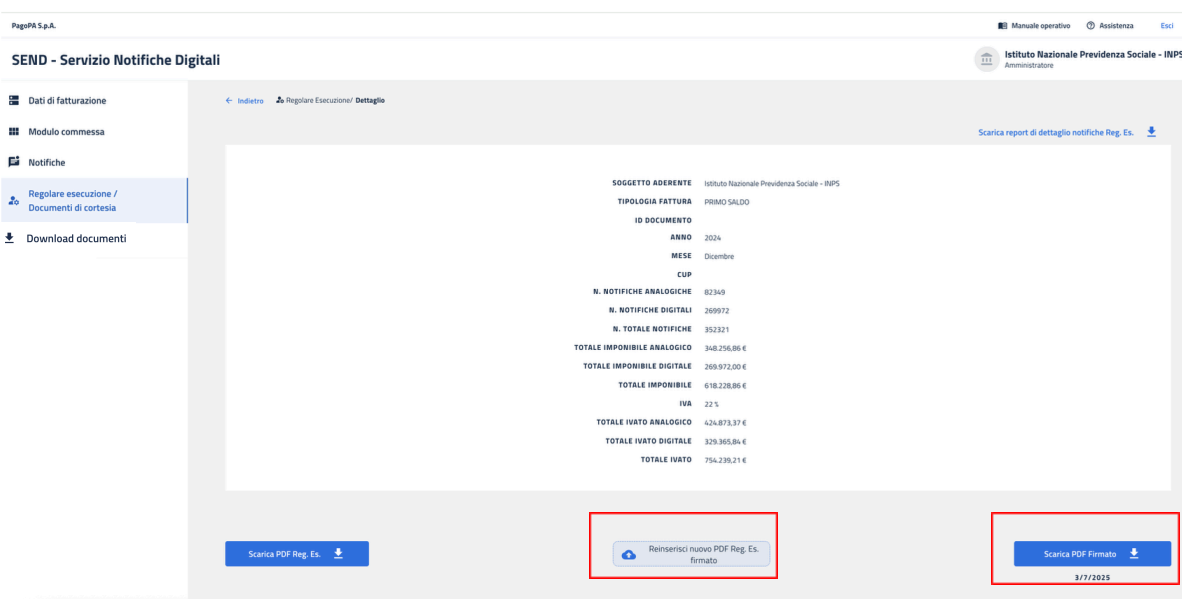 PagoPA S.p.A.
Manuale operativo
Assistenza
Esci
SEND - Servizio Notifiche Digitali
Istituto Nazionale Previdenza Sociale - INPS
Amministratore
Dati di fatturazione
Modulo commessa
Notifiche
Regolare esecuzione /
Documenti di cortesia
Download documenti
Indietro
Regolare Esecuzione/ Dettaglio
Scarica report di dettaglio notifiche Reg. Es.
SOGGETTO ADERENTE Istituto Nazionale Previdenza Sociale - INPS
TIPOLOGIA FATTURA PRIMO SALDO
ID DOCUMENTO
ANNO 2024
MESE Dicembre
CUP
N. NOTIFICHE ANALOGICHE 82349
N. NOTIFICHE DIGITALI 269972
N. TOTALE NOTIFICHE 352321
TOTALE IMPONIBILE ANALOGICO 348.256,86 €
TOTALE IMPONIBILE DIGITALE 269.972,00 €
TOTALE IMPONIBILE 618.228,86 €
IVA 22 %
TOTALE IVATO ANALOGICO 424.873,37 €
TOTALE IVATO DIGITALE 329.365,84 €
TOTALE IVATO 754.239,21 €
Scarica PDF Reg. Es.
Reinserisci nuovo PDF Reg. Es.
firmato
Scarica PDF Firmato
3/7/2025